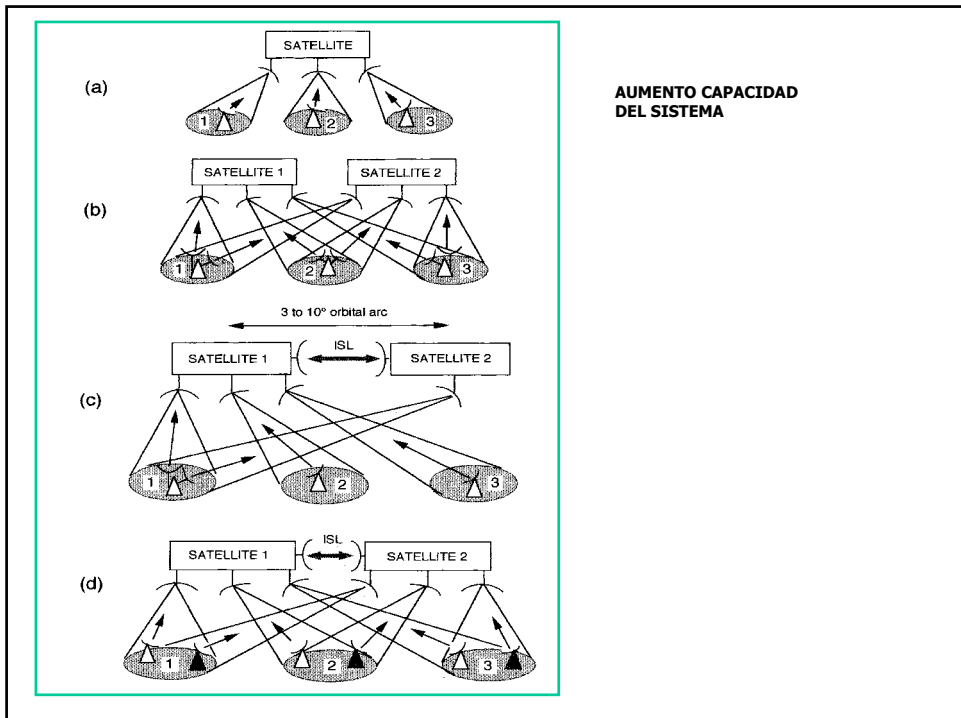 SATELLITE
(a)
1
2
3
AUMENTO CAPACIDAD
DEL SISTEMA
SATELLITE 1
SATELLITE 2
(b)
1
2
3
3 to 10° orbital arc
ISL
SATELLITE 1
SATELLITE 2
(c)
1
2
3
ISL
SATELLITE 1
SATELLITE 2
(d)
1
2
3